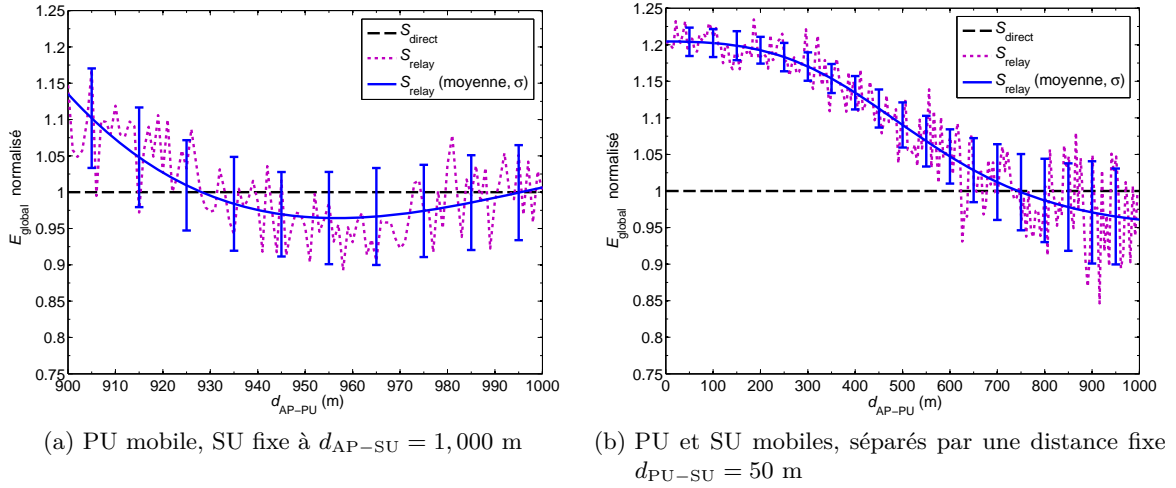 1.25
1.2
1.15
1.1
1.05
1
0.95
0.9
0.85
0.8
0.75
E_global normalisé
900 910 920 930 940 950 960 970 980 990 1000
d_AP−PU (m)
S_direct
S_relay
S_relay (moyenne, σ)
(a) PU mobile, SU fixe à d_AP−SU = 1,000 m
1.25
1.2
1.15
1.1
1.05
1
0.95
0.9
0.85
0.8
0.75
E_global normalisé
0 100 200 300 400 500 600 700 800 900 1000
d_AP−PU (m)
S_direct
S_relay
S_relay (moyenne, σ)
(b) PU et SU mobiles, séparés par une distance fixe
d_PU−SU = 50 m